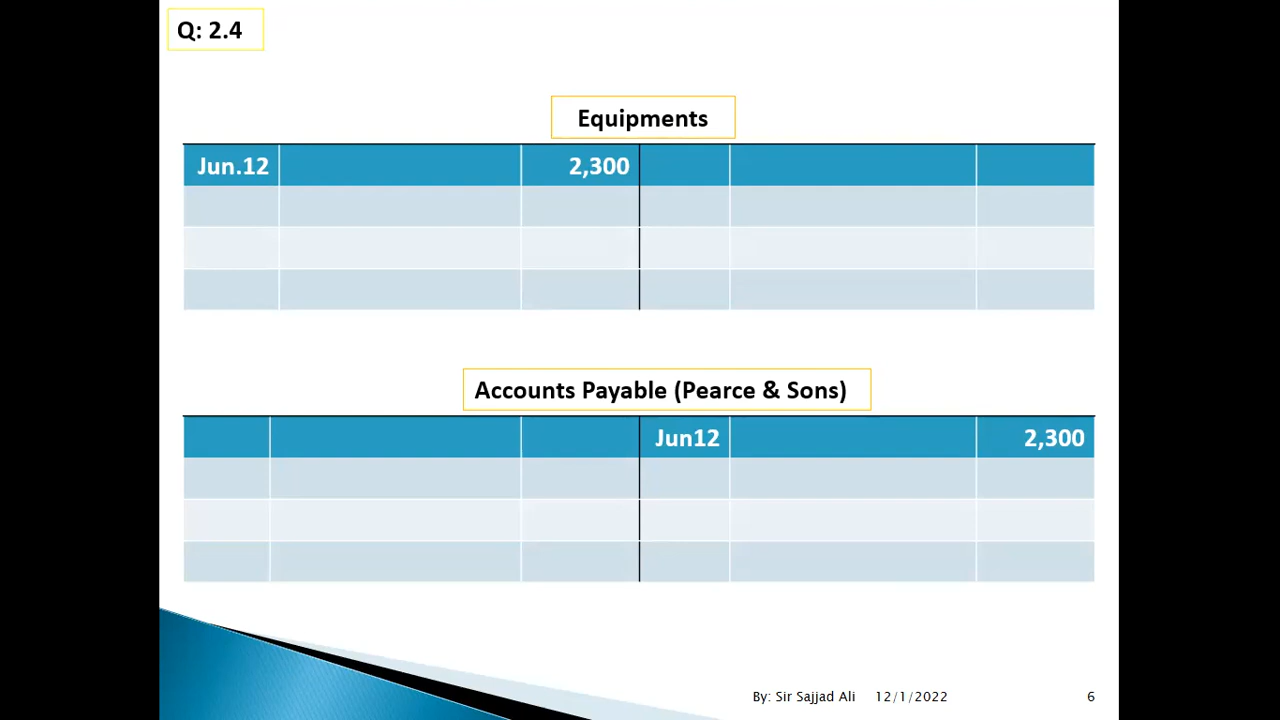 Q: 2.4
Equipments
Jun.12 2,300
Accounts Payable (Pearce & Sons)
Jun12 2,300
By: Sir Sajjad Ali 12/1/2022 6